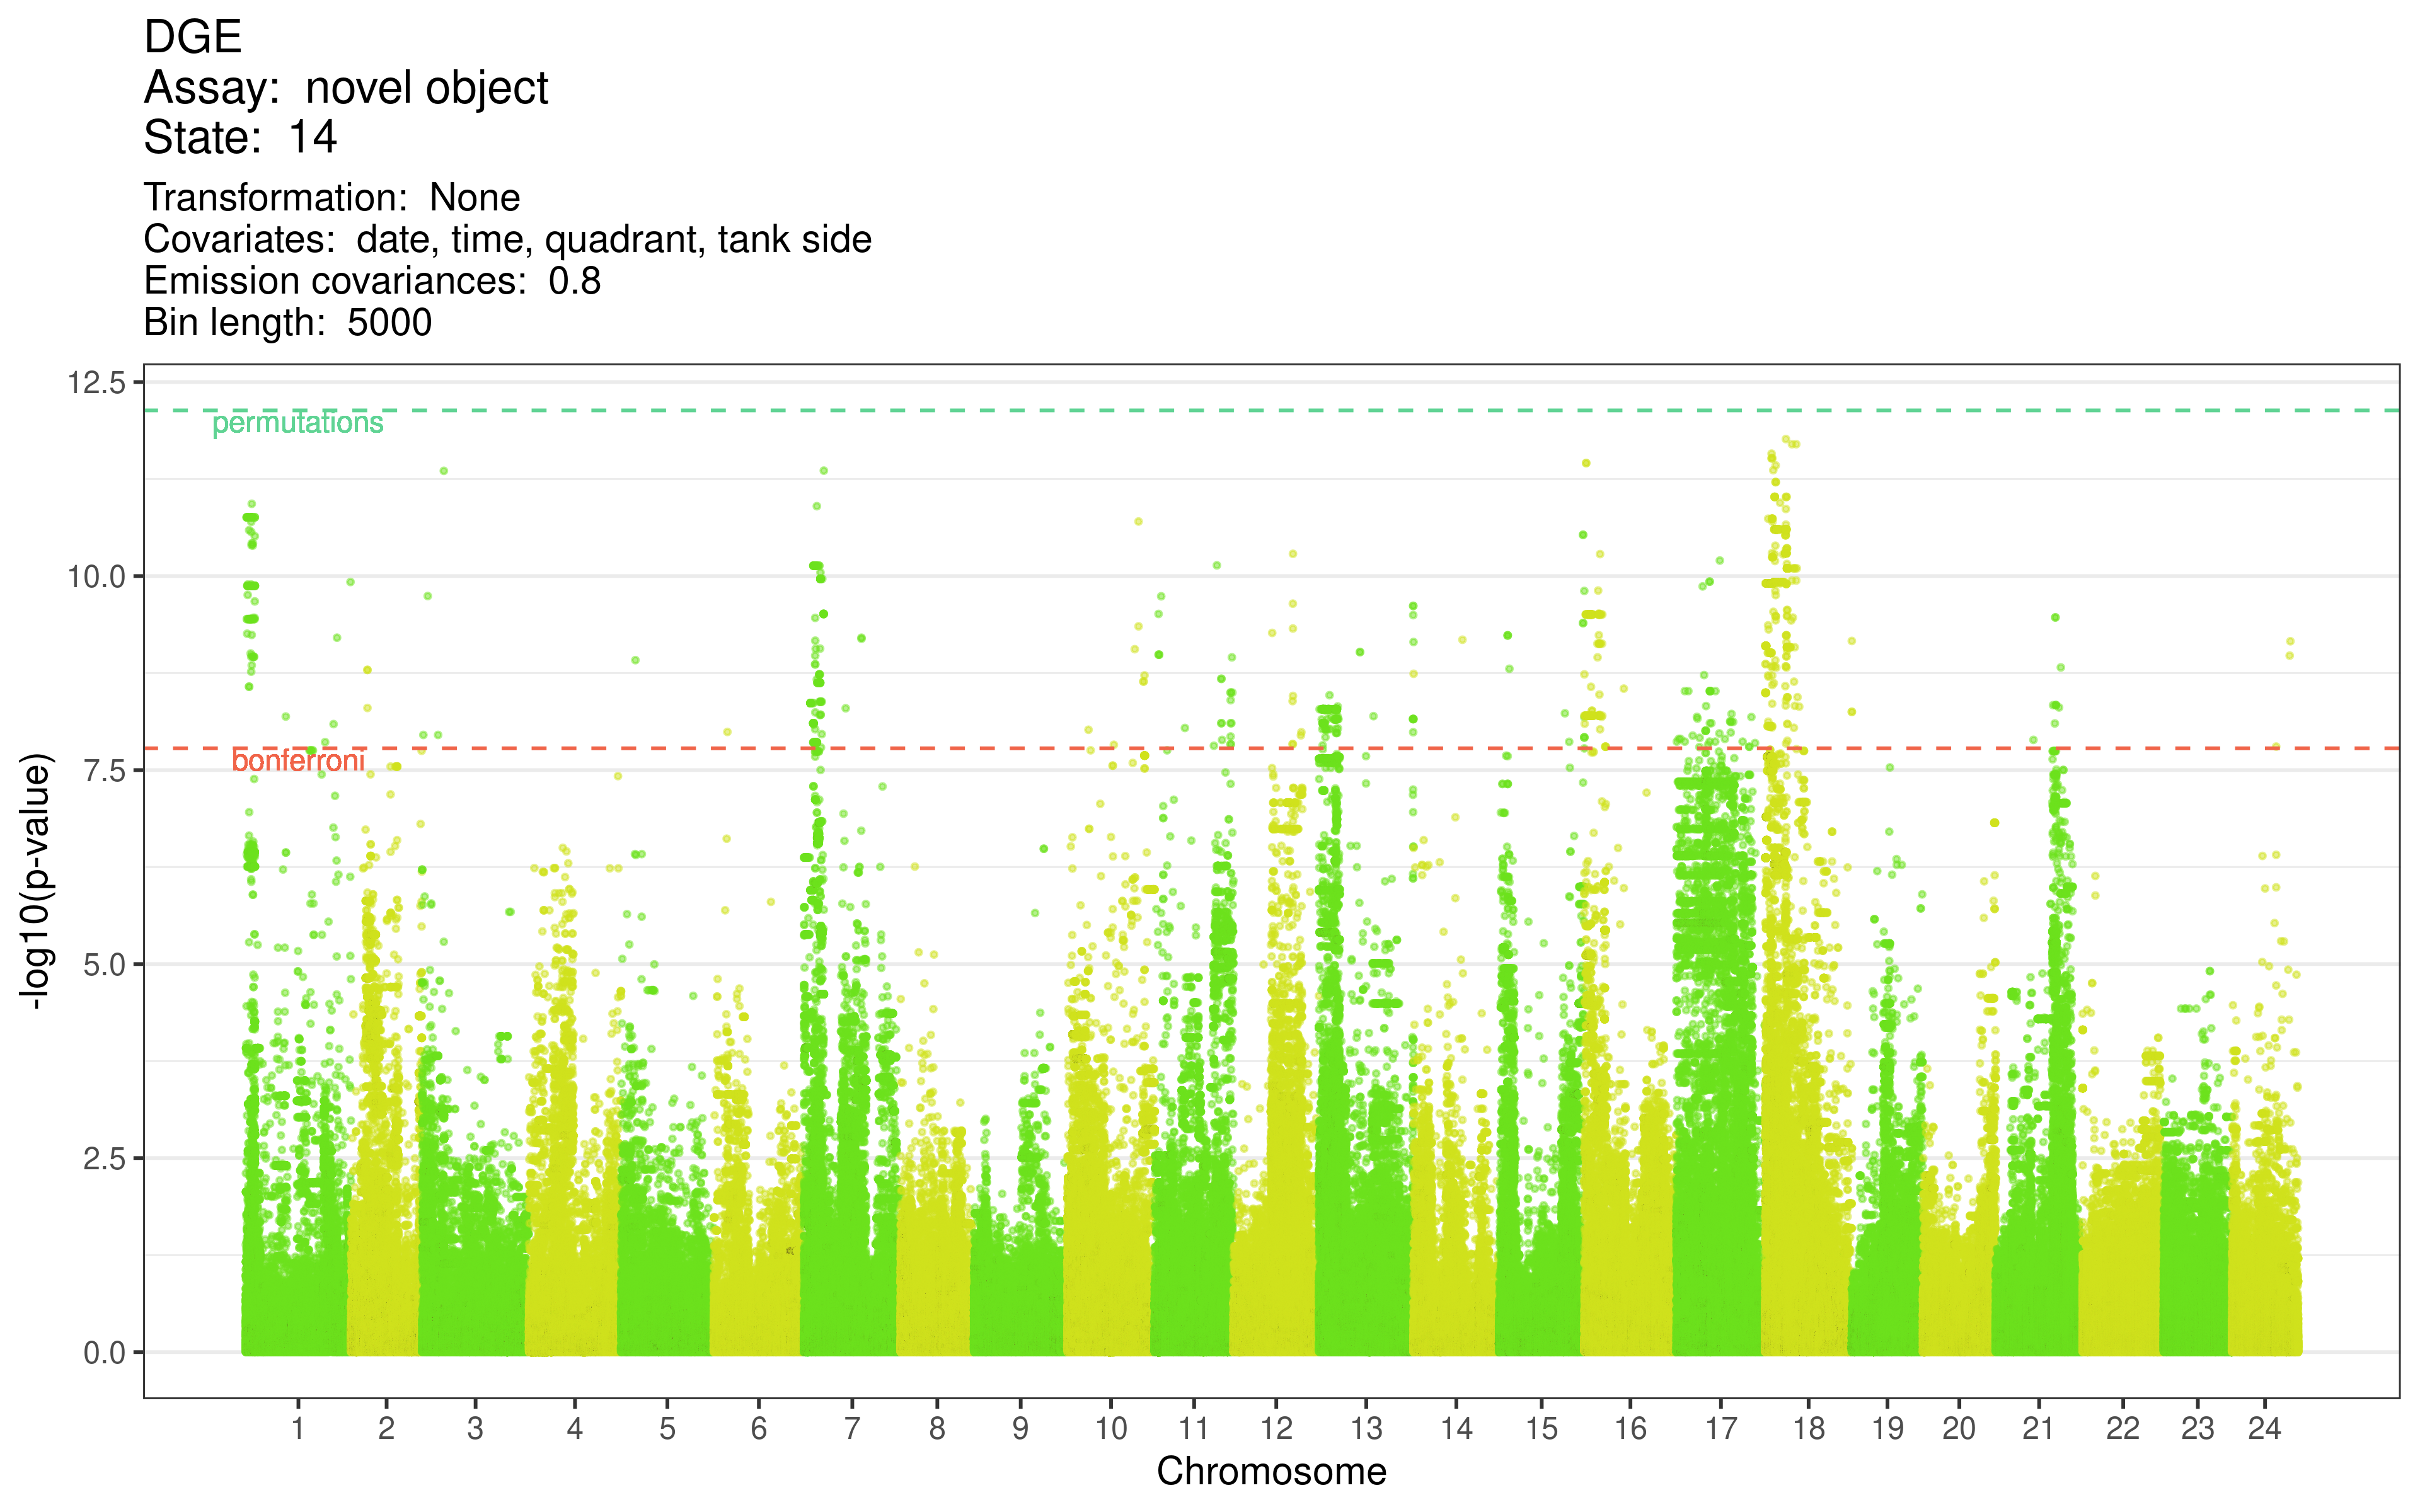 DGE
Assay:  novel object
State:  14
Transformation:  None
Covariates:  date, time, quadrant, tank side
Emission covariances:  0.8
Bin length:  5000
12.5
permutations
10.0
bonferroni
7.5
5.0
2.5
0.0
-log10(p-value)
1 2 3 4 5 6 7 8 9 10 11 12 13 14 15 16 17 18 19 20 21 22 23 24
Chromosome